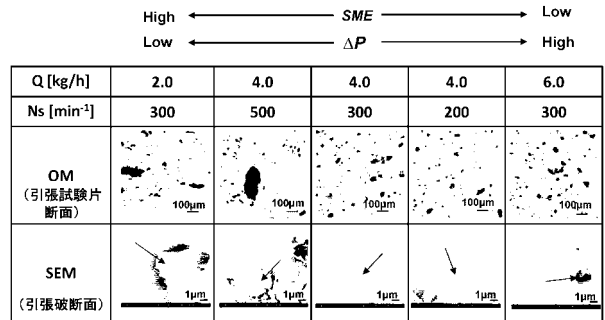 High SME Low
Low ΔP High
Q [kg/h] 2.0 4.0 4.0 4.0 6.0
Ns [min-1] 300 500 300 200 300
OM
(引張試験片
断面)
100μm 100μm 100μm 100μm 100μm
SEM
(引張破断面)
1μm 1μm 1μm 1μm 1μm